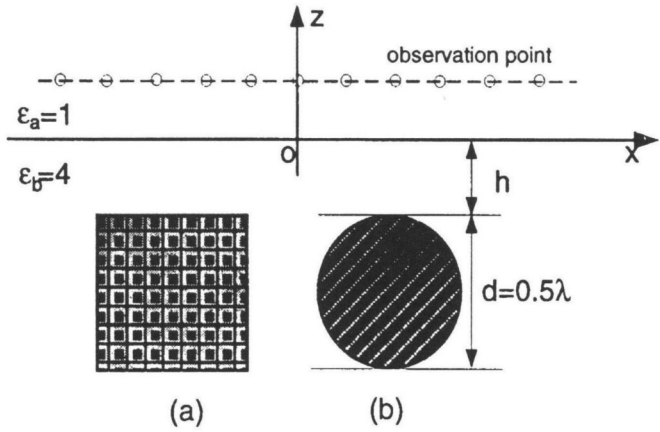 z
observation point
εa=1
o
x
εb=4
h
d=0.5λ
(a)
(b)